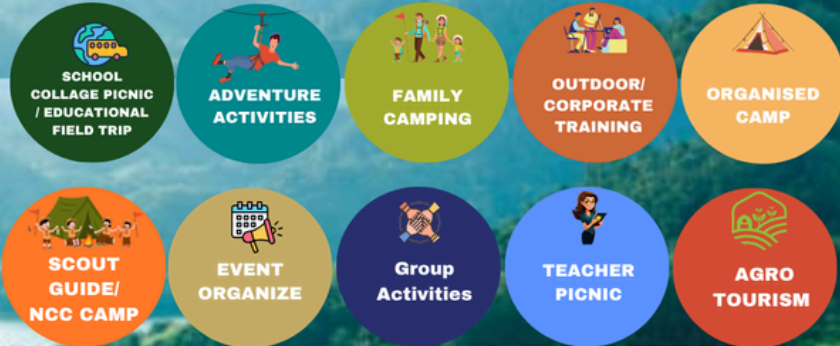 SCHOOL
COLLAGE PICNIC
/ EDUCATIONAL
FIELD TRIP
ADVENTURE
ACTIVITIES
FAMILY
CAMPING
OUTDOOR/
CORPORATE
TRAINING
ORGANISED
CAMP
SCOUT
GUIDE/
NCC CAMP
EVENT
ORGANIZE
Group
Activities
TEACHER
PICNIC
AGRO
TOURISM